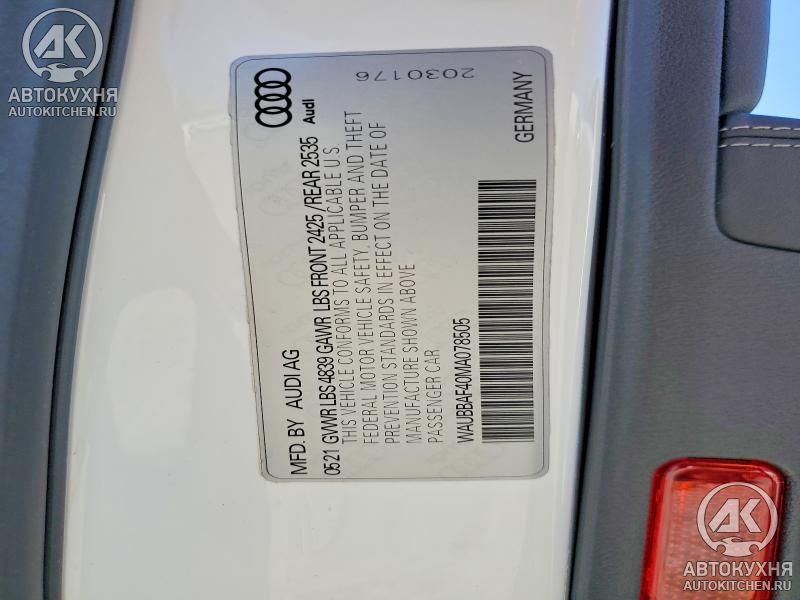 MFD. BY AUDI AG
0521 GVWR LBS 4839 GAWR LBS FRONT 2425 /REAR 2535
THIS VEHICLE CONFORMS TO ALL APPLICABLE U.S.
FEDERAL MOTOR VEHICLE SAFETY, BUMPER AND THEFT
PREVENTION STANDARDS IN EFFECT ON THE DATE OF
MANUFACTURE SHOWN ABOVE
PASSENGER CAR
WAUBBAF40MA078505
Audi
2030176
GERMANY
AK
АВТОКУХНЯ
AUTOKITCHEN.RU
AK
АВТОКУХНЯ
AUTOKITCHEN.RU